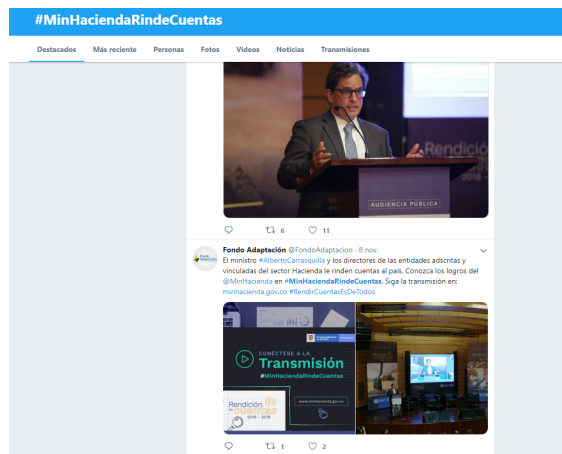 #MinHaciendaRindeCuentas
Destacados Más reciente Personas Fotos Videos Noticias Transmisiones
Rendición
2018 -
AUDIENCIA PÚBLICA
6 11
Fondo Adaptación @FondoAdaptacion · 8 nov.
El ministro #AlbertoCarrasquilla y los directores de las entidades adscritas y
vinculadas del sector Hacienda le rinden cuentas al país. Conozca los logros del
@MinHacienda en #MinHaciendaRindeCuentas. Siga la transmisión en:
minhacienda.gov.co #RendirCuentasEsDeTodos
CONÉCTESE A LA
Transmisión
#MinHaciendaRindeCuentas
www.minhacienda.gov.co
Rendición de
cuentas
2018 - 2019
1 2